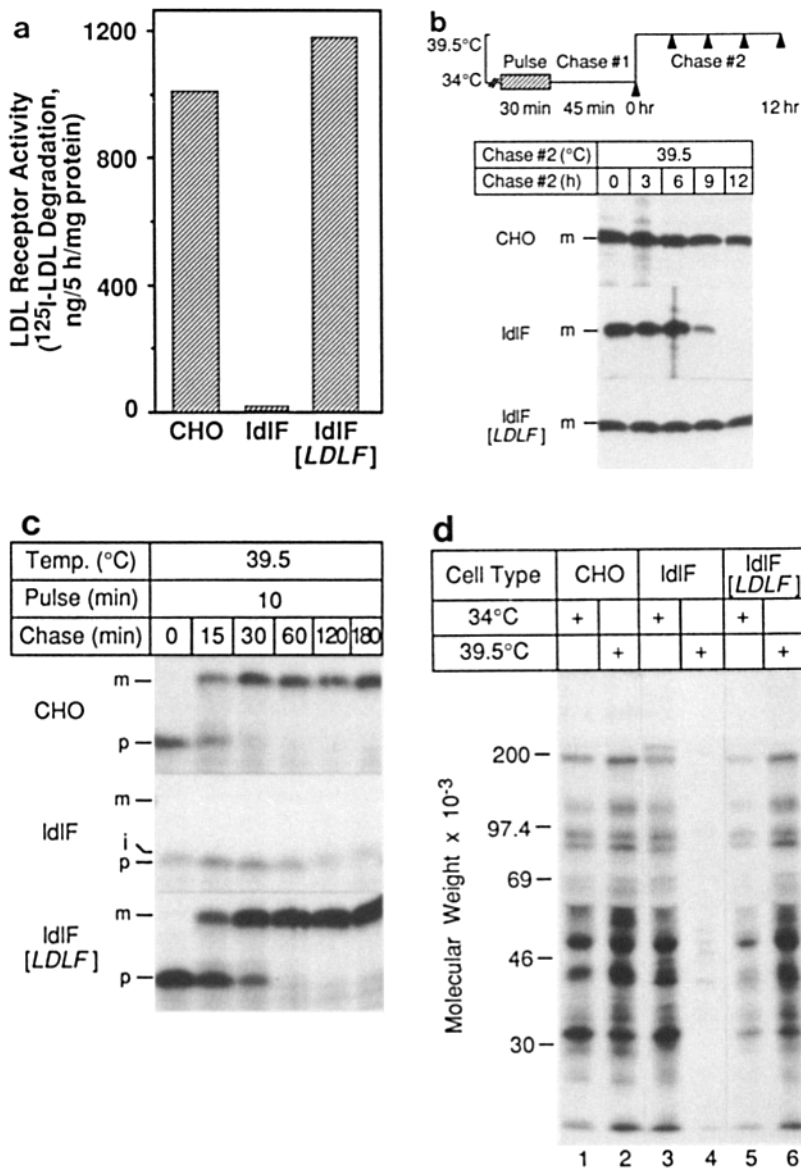 a
LDL Receptor Activity
(¹²⁵I-LDL Degradation,
ng/5 h/mg protein)
1200
800
400
0
CHO
ldlF
ldlF
[LDLF]
b
39.5°C
34°C
Pulse
Chase #1
Chase #2
30 min
45 min
0 hr
12 hr
Chase #2 (°C)
39.5
Chase #2 (h)
0 3 6 9 12
CHO m
ldlF m
ldlF
[LDLF] m
c
Temp. (°C)
39.5
Pulse (min)
10
Chase (min)
0 15 30 60 120 180
CHO
m
p
ldlF
m
i
p
ldlF
[LDLF]
m
p
d
Cell Type
CHO
ldlF
ldlF
[LDLF]
34°C
+ + +
39.5°C
+ + +
Molecular Weight x 10⁻³
200
97.4
69
46
30
1 2 3 4 5 6